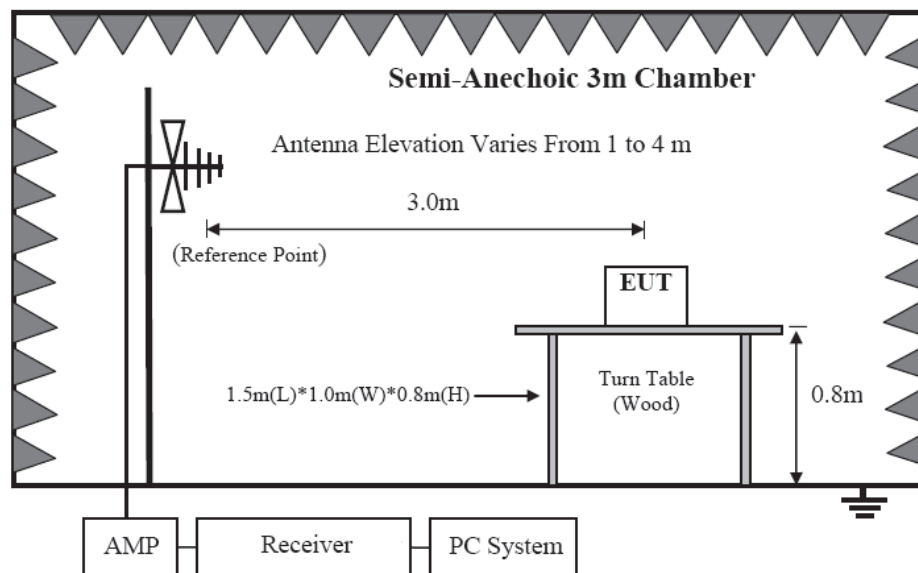 Semi-Anechoic 3m Chamber
Antenna Elevation Varies From 1 to 4 m
3.0m
(Reference Point)
EUT
1.5m(L)*1.0m(W)*0.8m(H)
Turn Table
(Wood)
0.8m
AMP
Receiver
PC System